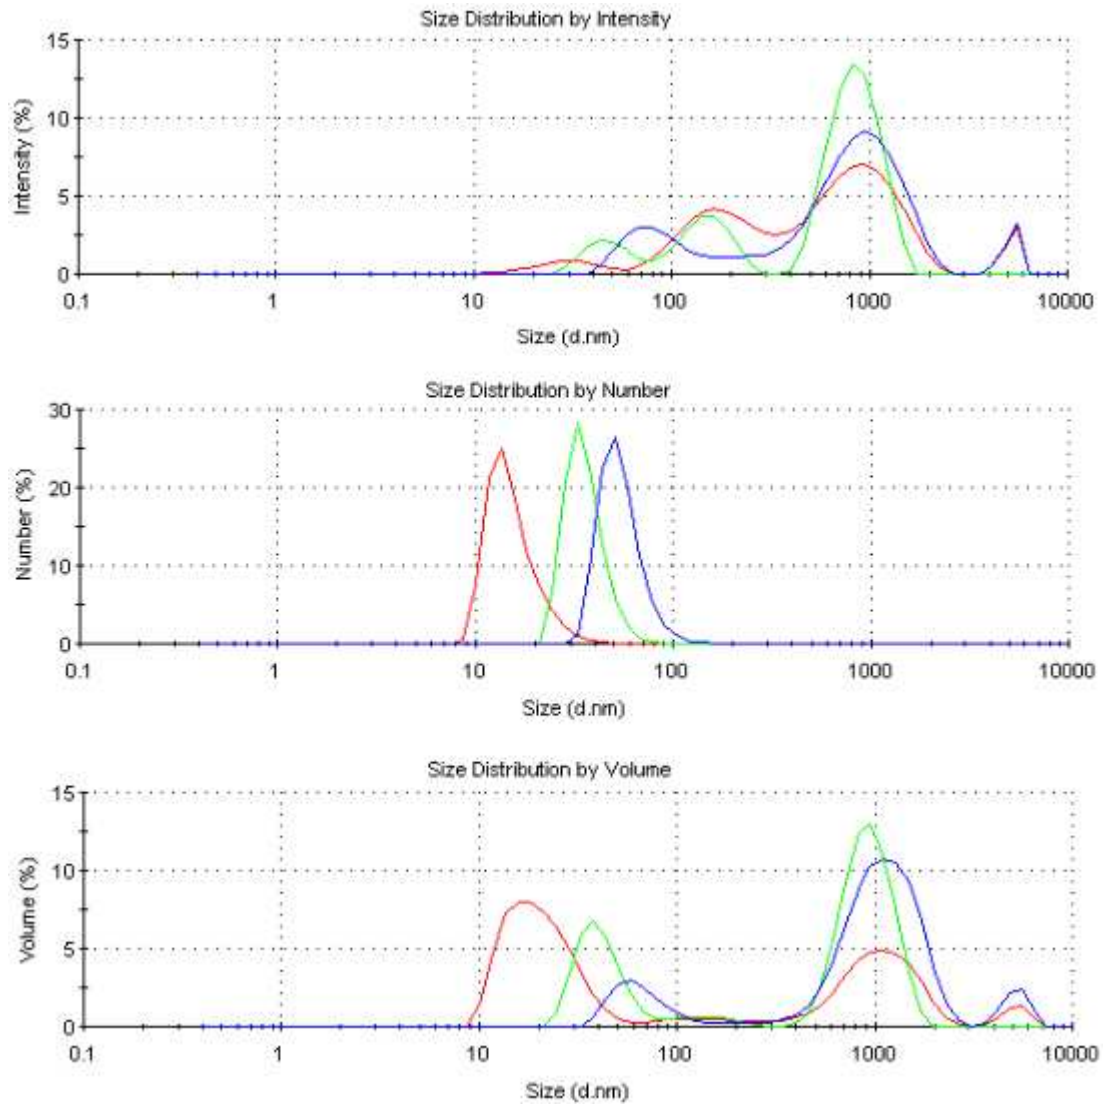 Size Distribution by Intensity
15
10
5
0
Intensity (%)
0.1 1 10 100 1000 10000
Size (d.nm)
Size Distribution by Number
30
20
10
0
Number (%)
0.1 1 10 100 1000 10000
Size (d.nm)
Size Distribution by Volume
15
10
5
0
Volume (%)
0.1 1 10 100 1000 10000
Size (d.nm)